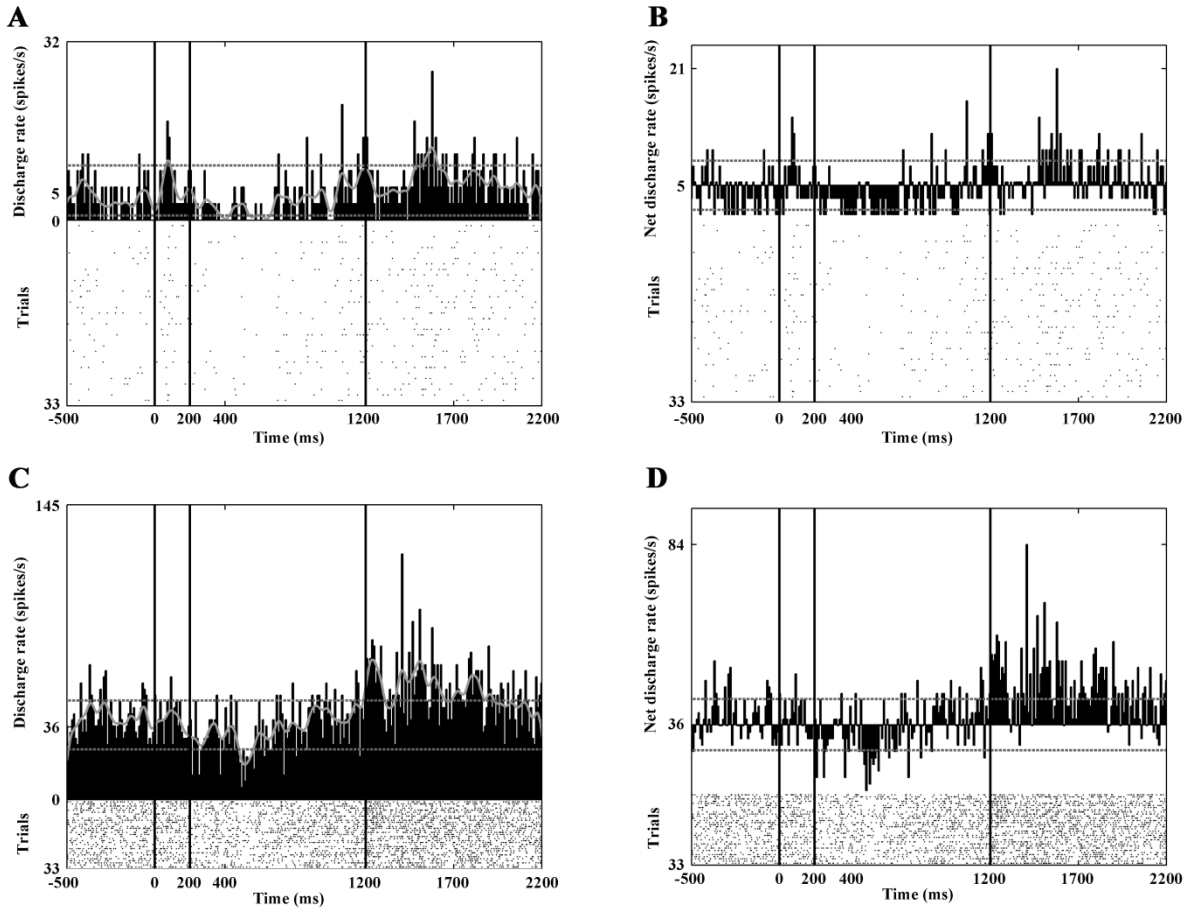 A
Discharge rate (spikes/s)
32
5
0
Trials
33
-500 0 200 400 1200 1700 2200
Time (ms)
B
Net discharge rate (spikes/s)
21
5
Trials
33
-500 0 200 400 1200 1700 2200
Time (ms)
C
Discharge rate (spikes/s)
145
36
0
Trials
33
-500 0 200 400 1200 1700 2200
Time (ms)
D
Net discharge rate (spikes/s)
84
36
Trials
33
-500 0 200 400 1200 1700 2200
Time (ms)